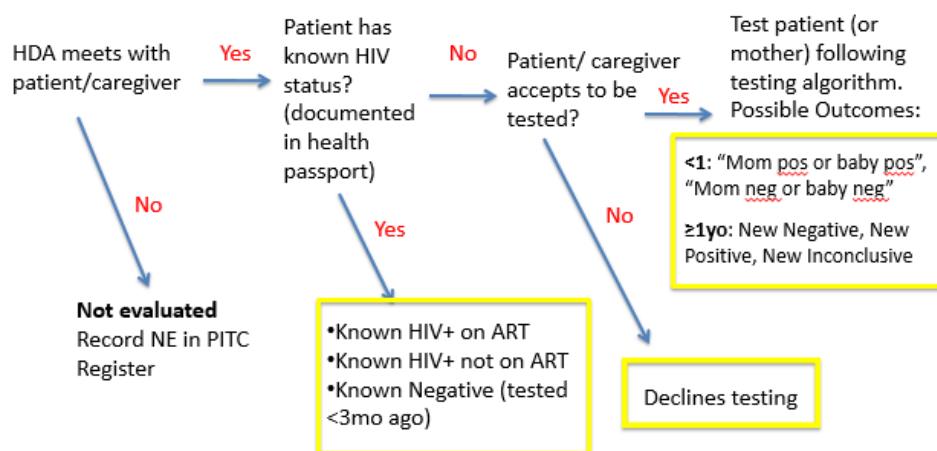 HDA meets with
patient/caregiver
Yes
Patient has
known HIV
status?
(documented
in health
passport)
No
Patient/ caregiver
accepts to be
tested?
Yes
Test patient (or
mother) following
testing algorithm.
Possible Outcomes:
<1: “Mom pos or baby pos”,
“Mom neg or baby neg”
≥1yo: New Negative, New
Positive, New Inconclusive
No
Not evaluated
Record NE in PITC
Register
Yes
•Known HIV+ on ART
•Known HIV+ not on ART
•Known Negative (tested
<3mo ago)
No
Declines testing